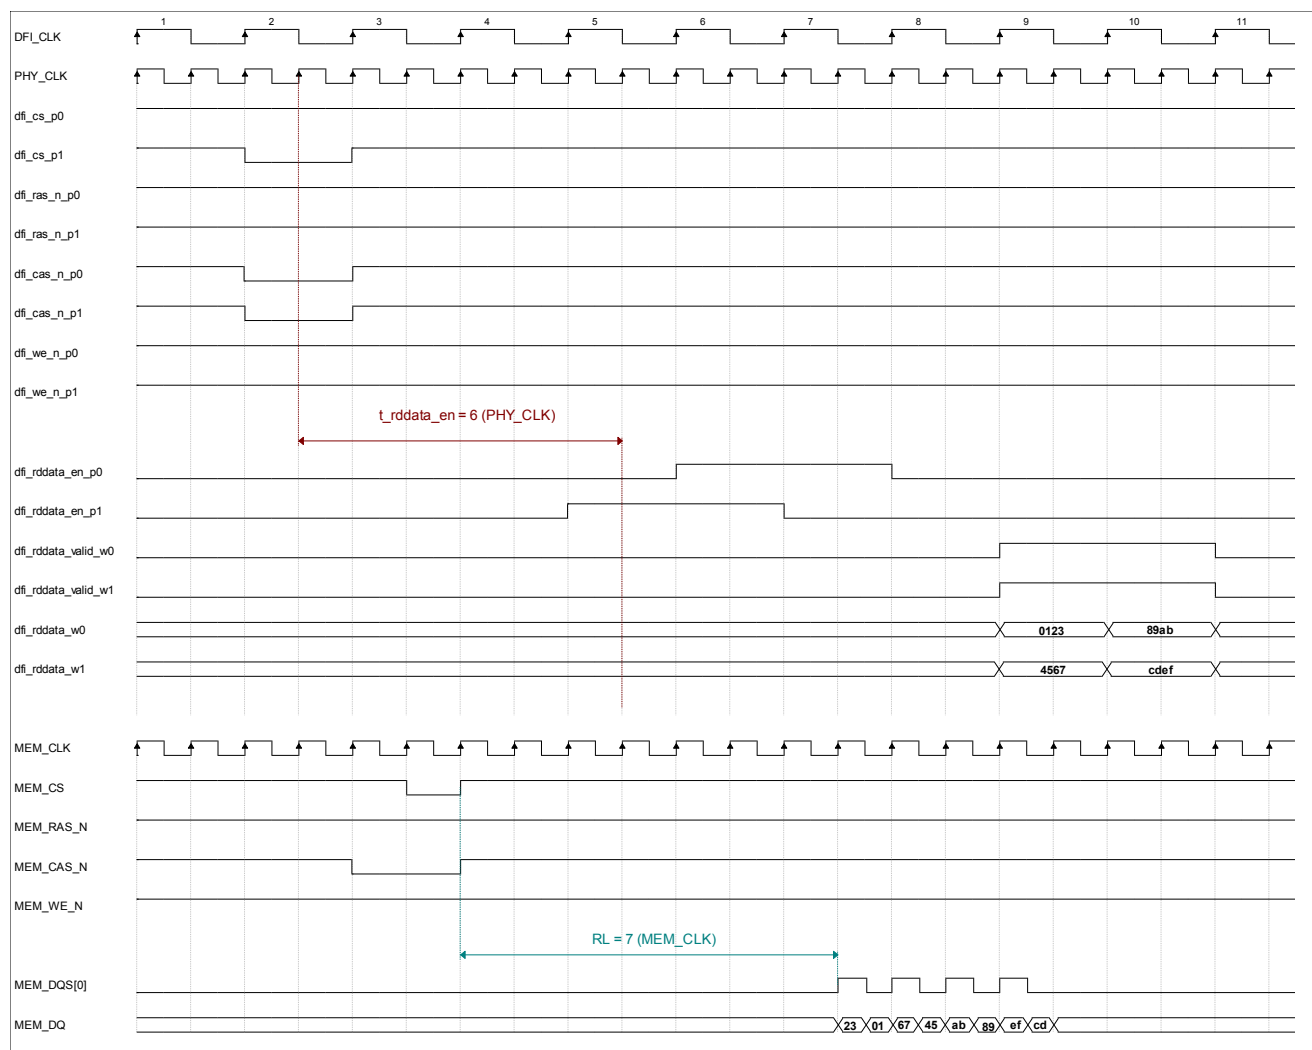 1 2 3 4 5 6 7 8 9 10 11
DFI_CLK
PHY_CLK
dfi_cs_p0
dfi_cs_p1
dfi_ras_n_p0
dfi_ras_n_p1
dfi_cas_n_p0
dfi_cas_n_p1
dfi_we_n_p0
dfi_we_n_p1
t_rddata_en = 6 (PHY_CLK)
dfi_rddata_en_p0
dfi_rddata_en_p1
dfi_rddata_valid_w0
dfi_rddata_valid_w1
dfi_rddata_w0 0123 89ab
dfi_rddata_w1 4567 cdef
MEM_CLK
MEM_CS
MEM_RAS_N
MEM_CAS_N
MEM_WE_N
RL = 7 (MEM_CLK)
MEM_DQS[0]
MEM_DQ 23 01 67 45 ab 89 ef cd